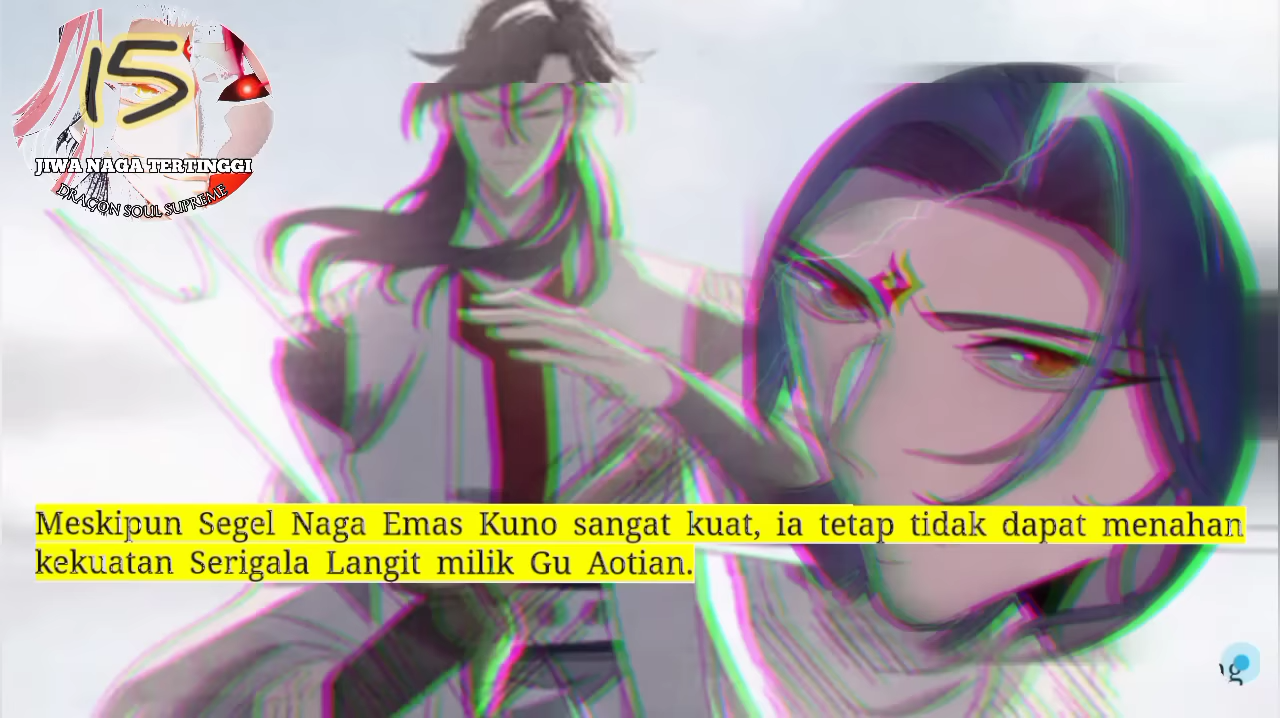 15
JIWA NAGA TERTINGGI
DRAGON SOUL SUPREME
Meskipun Segel Naga Emas Kuno sangat kuat, ia tetap tidak dapat menahan
kekuatan Serigala Langit milik Gu Aotian.